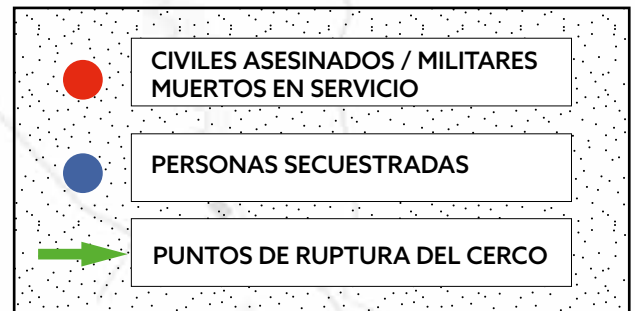 CIVILES ASESINADOS / MILITARES
MUERTOS EN SERVICIO
PERSONAS SECUESTRADAS
PUNTOS DE RUPTURA DEL CERCO